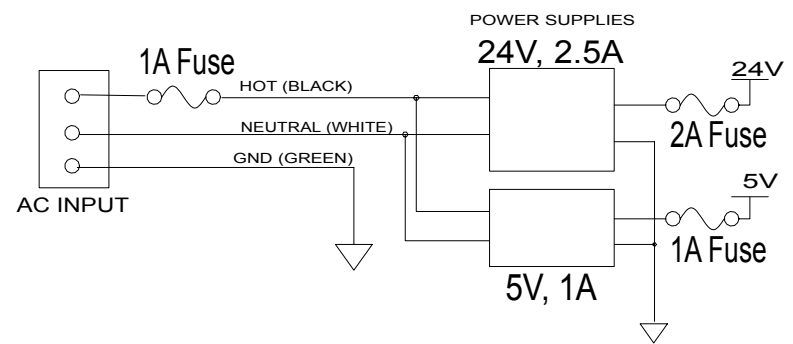 POWER SUPPLIES
24V, 2.5A
1A Fuse
24V
HOT (BLACK)
NEUTRAL (WHITE)
2A Fuse
GND (GREEN)
5V
AC INPUT
1A Fuse
5V, 1A